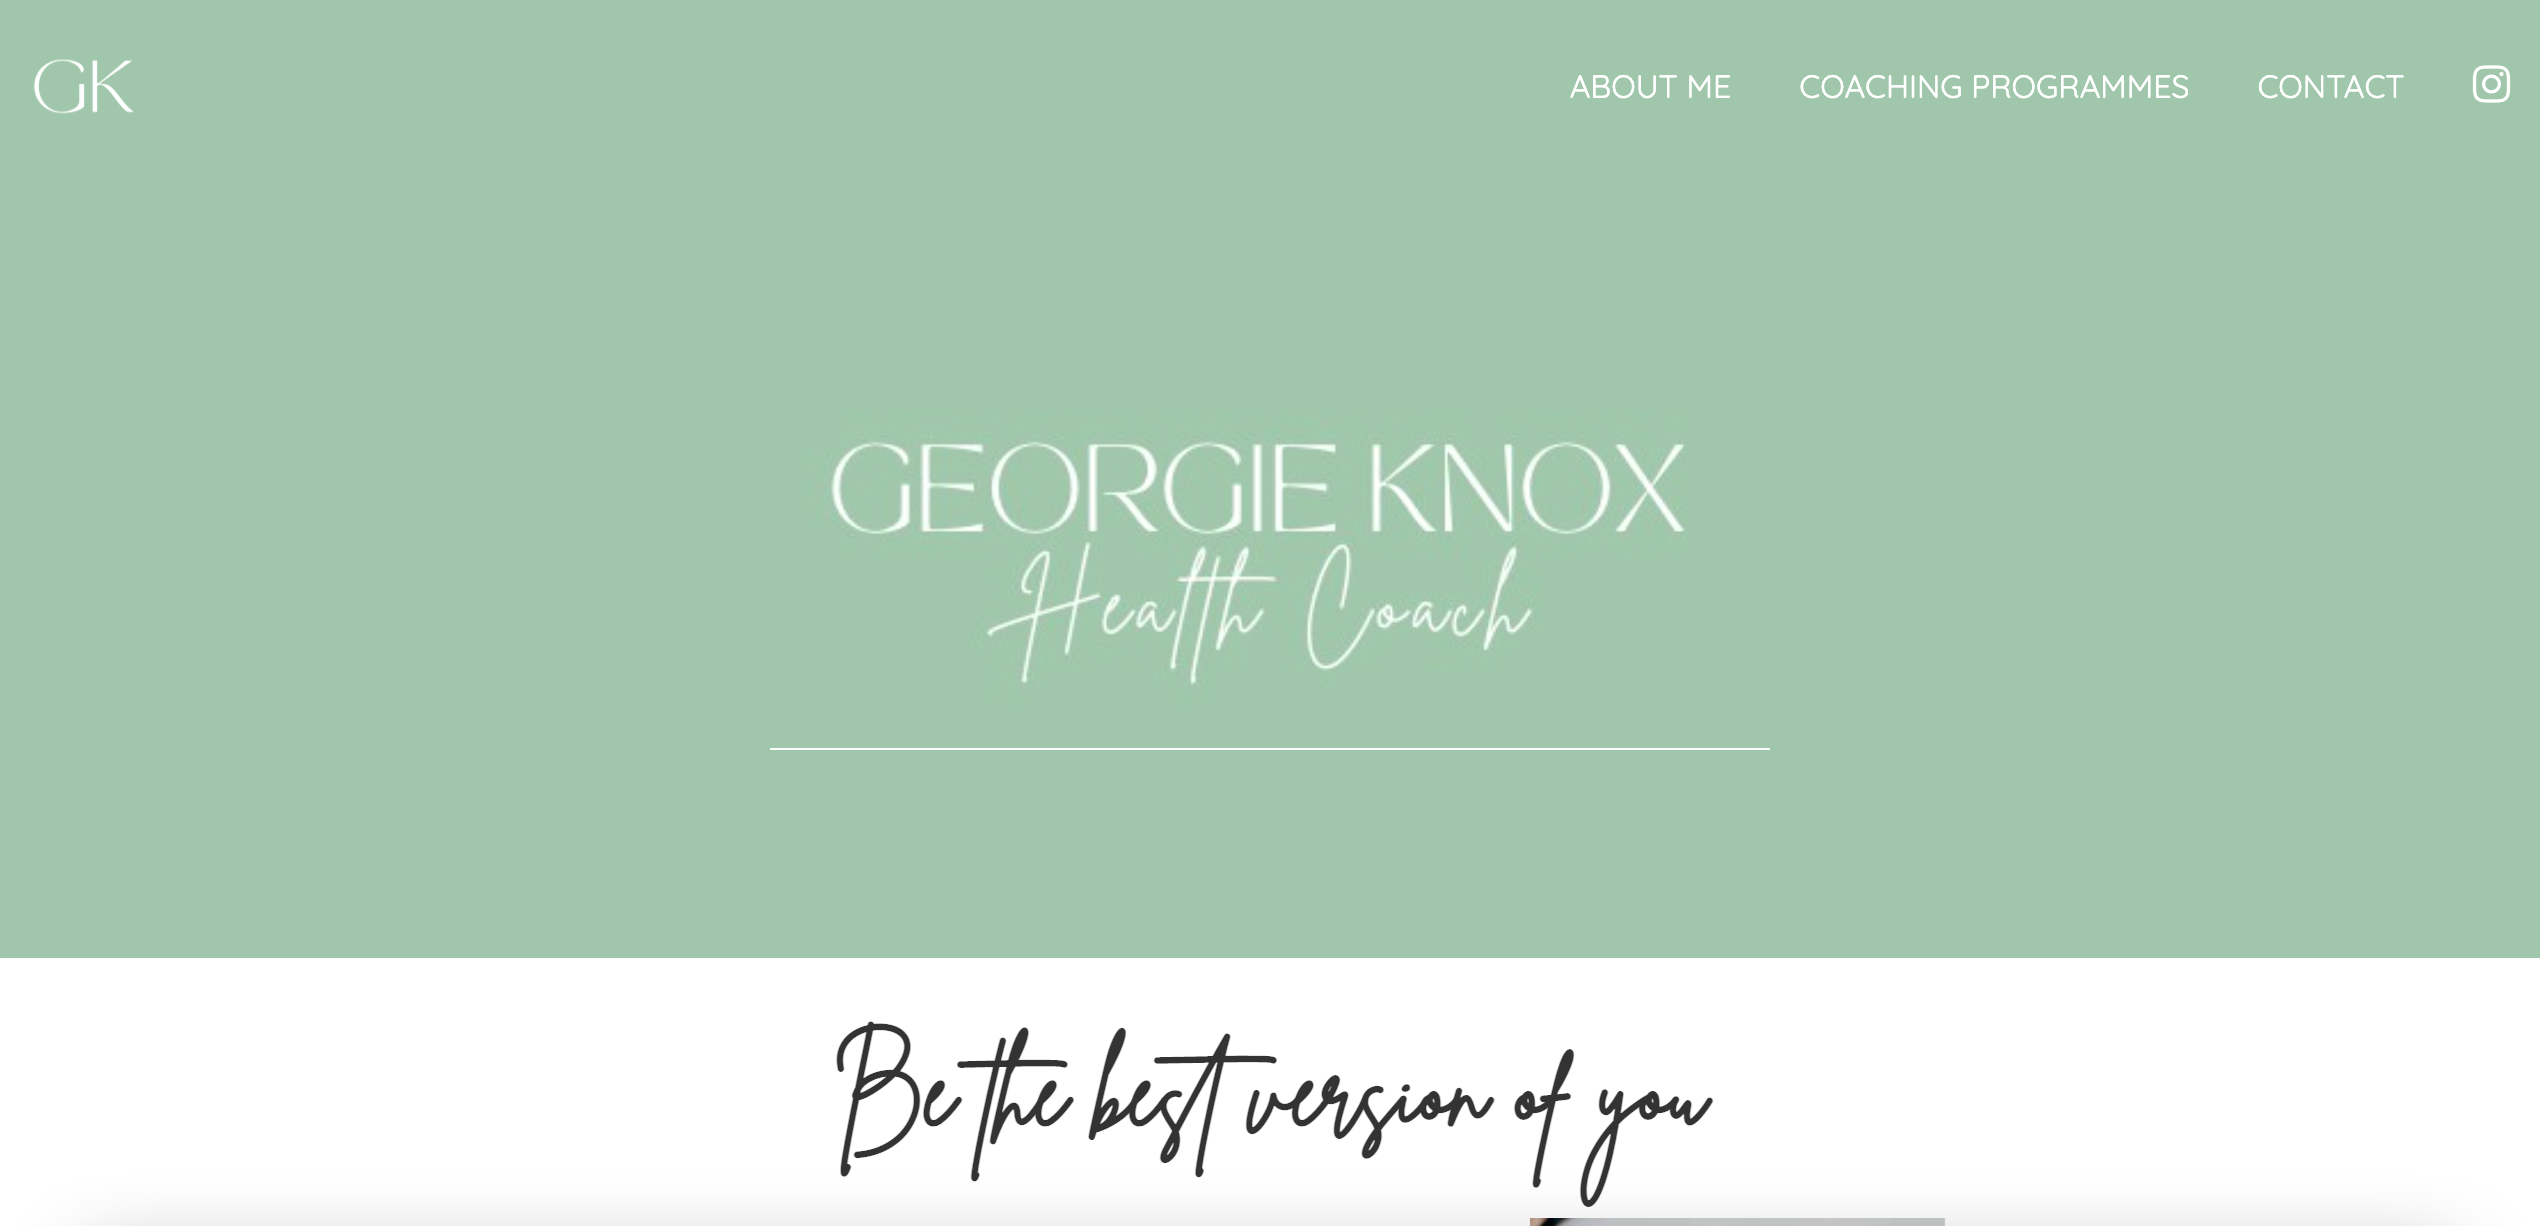 GK
ABOUT ME COACHING PROGRAMMES CONTACT
GEORGIE KNOX
Health Coach
Be the best version of you